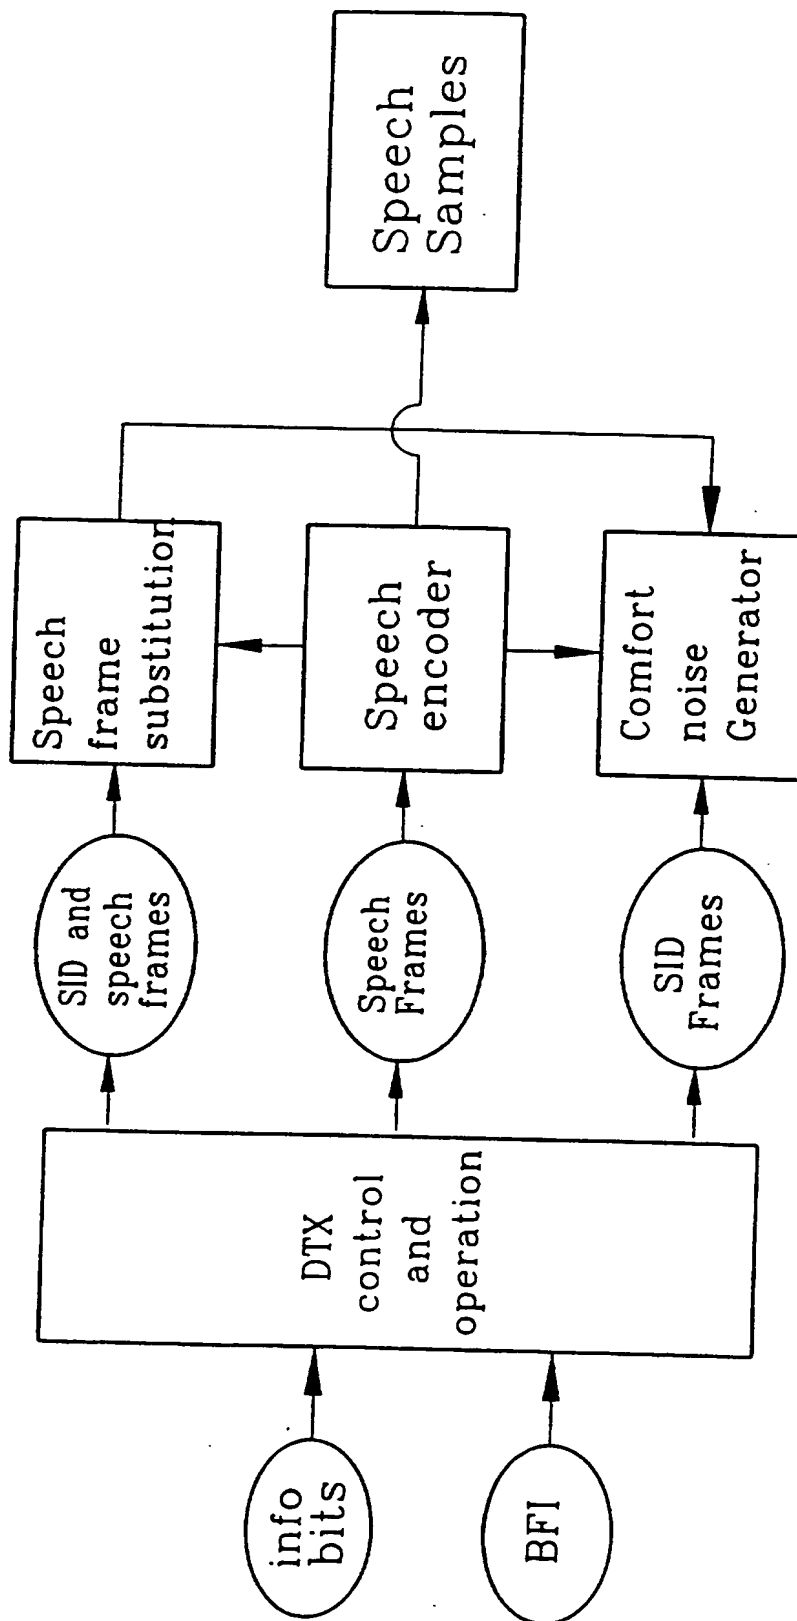 info
bits
BFI
DTX
control
and
operation
SID and
speech
frames
Speech
Frames
SID
Frames
Speech
frame
substitution
Speech
encoder
Comfort
noise
Generator
Speech
Samples